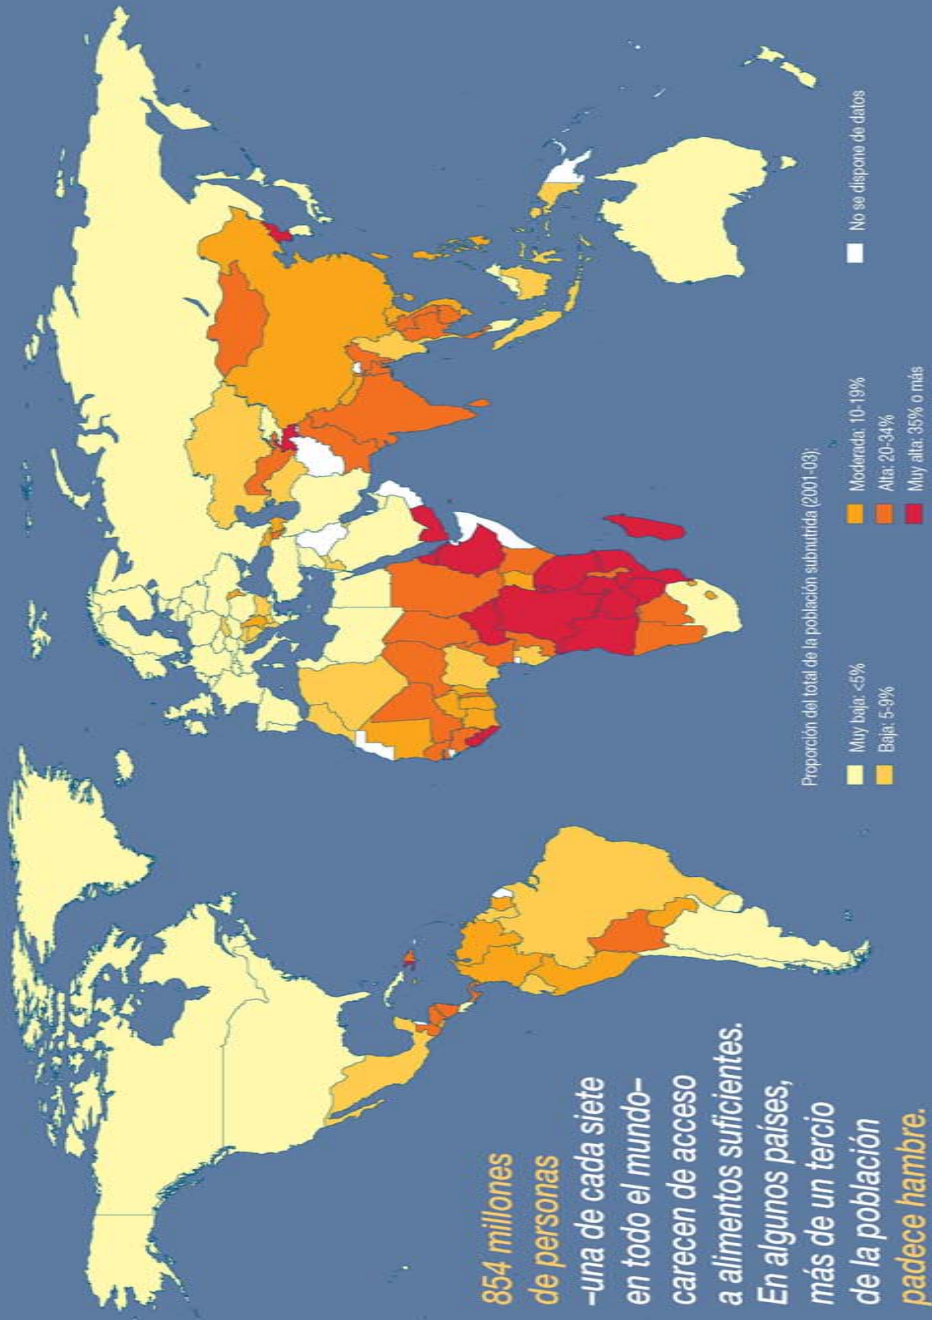 854 millones
de personas
–una de cada siete
en todo el mundo–
carecen de acceso
a alimentos suficientes.
En algunos países,
más de un tercio
de la población
padece hambre.
Proporción del total de la población subnutrida (2001-03):
Muy baja: <5%
Baja: 5-9%
Moderada: 10-19%
Alta: 20-34%
Muy alta: 35% o más
No se dispone de datos